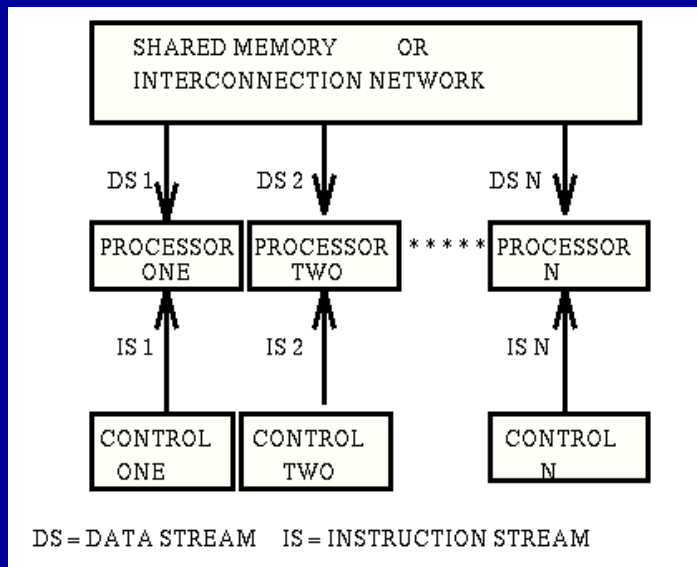 SHARED MEMORY OR
INTERCONNECTION NETWORK
DS 1 DS 2 DS N
PROCESSOR ONE
PROCESSOR TWO
* * * * *
PROCESSOR N
IS 1 IS 2 IS N
CONTROL ONE
CONTROL TWO
CONTROL N
DS = DATA STREAM IS = INSTRUCTION STREAM